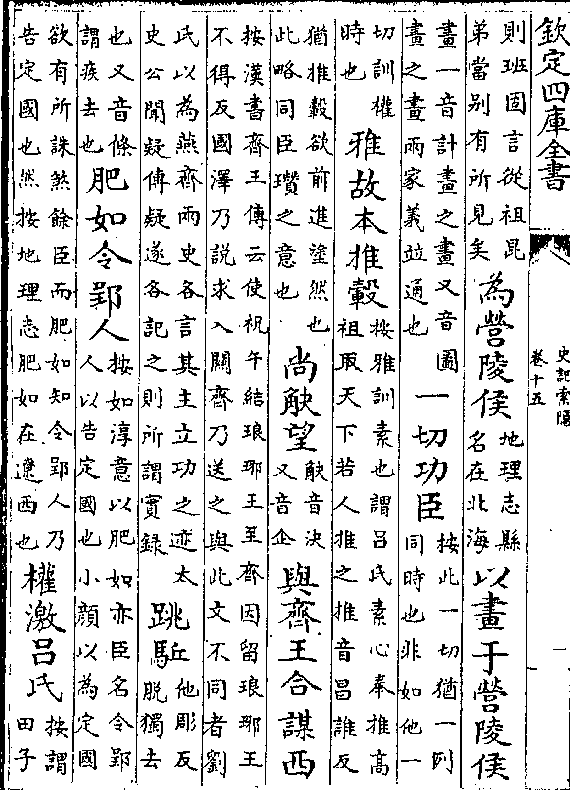 欽定四庫全書
史記索隱
卷十五
一
則班固言從祖昆
弟當别有所見矣
為營陵侯
地理志縣
名在北海
以畫干營陵侯
畫一音計畫之畫又音圖
畫之畫兩家義竝通也
一切功臣
按此一切猶一例
同時也非如他一
切訓權
時也
雅故本推轂
按雅訓素也謂吕氏素心奉推高
祖取天下若人推之推音昌誰反
猶推轂欲前進塗然也
此略同臣瓚之意也
尚觖望
觖音決
又音企
與齊王合謀西
按漢書齊王傳云使祝午結琅邪王至齊因留琅邪王
不得反國澤乃説求入關齊乃送之與此文不同者劉
氏以為燕齊兩史各言其主立功之迹太
史公聞疑傳疑遂各記之則所謂實錄
跳駈
他彫反
脱獨去
也又音條
謂疾去也
肥如令郢人
按如淳意以肥如亦臣名令郢
人以告定國也小顔以為定國
欲有所誅煞餘臣而肥如知令郢人乃
告定國也然按地理志肥如在遼西也
權激吕氏
按謂
田子